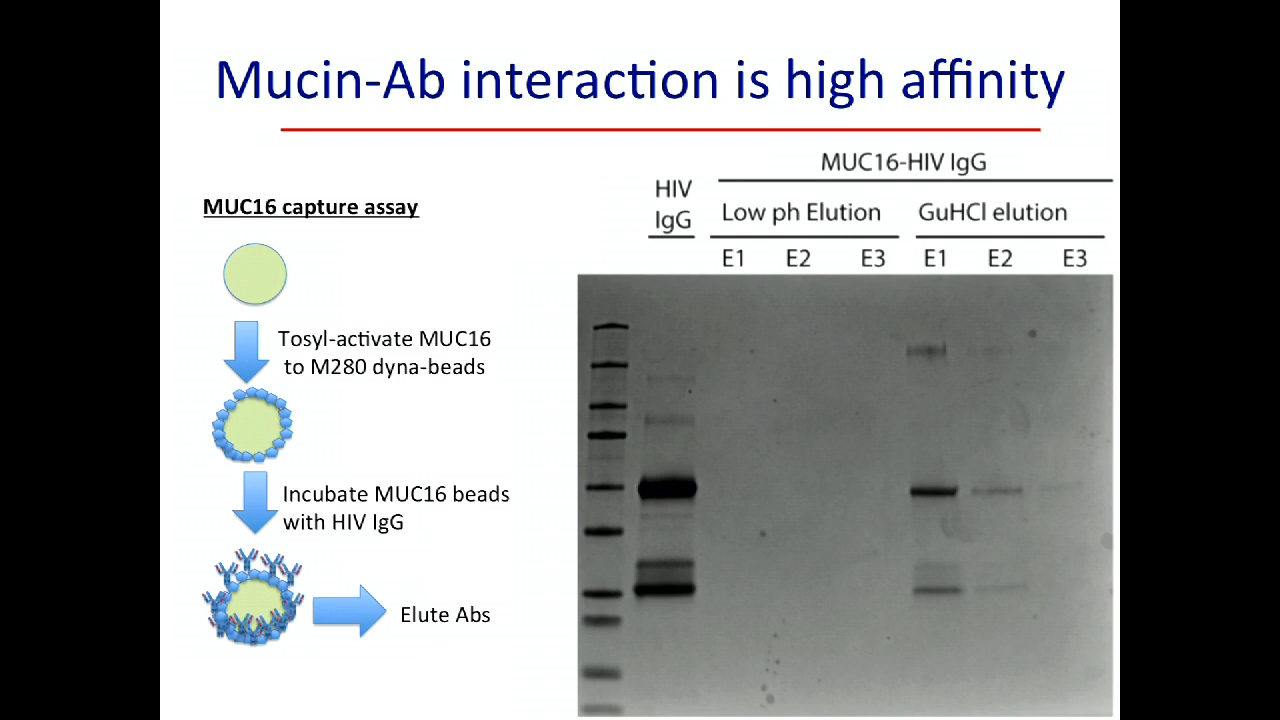 Mucin-Ab interaction is high affinity
MUC16 capture assay
Tosyl-activate MUC16
to M280 dyna-beads
Incubate MUC16 beads
with HIV IgG
Elute Abs
MUC16-HIV IgG
HIV
IgG
Low ph Elution
GuHCl elution
E1 E2 E3 E1 E2 E3